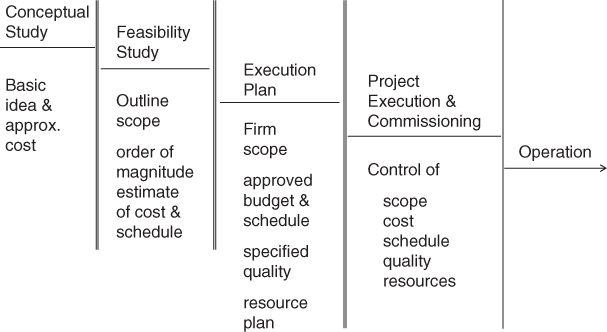 Conceptual
Study
Basic
idea &
approx.
cost
Feasibility
Study
Outline
scope
order of
magnitude
estimate
of cost &
schedule
Execution
Plan
Firm
scope
approved
budget &
schedule
specified
quality
resource
plan
Project
Execution &
Commissioning
Control of
scope
cost
schedule
quality
resources
Operation